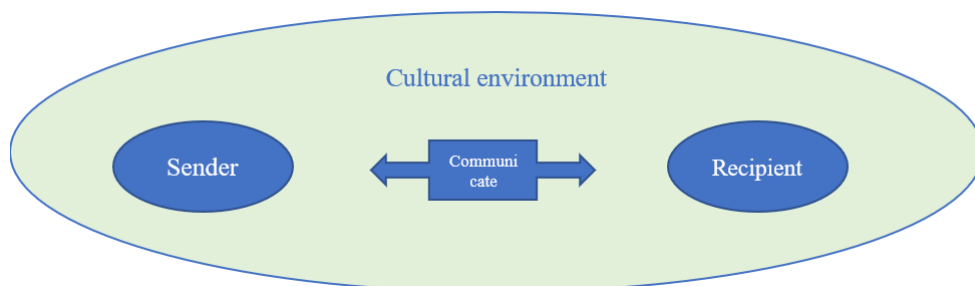 Cultural environment
Sender
Communi
cate
Recipient